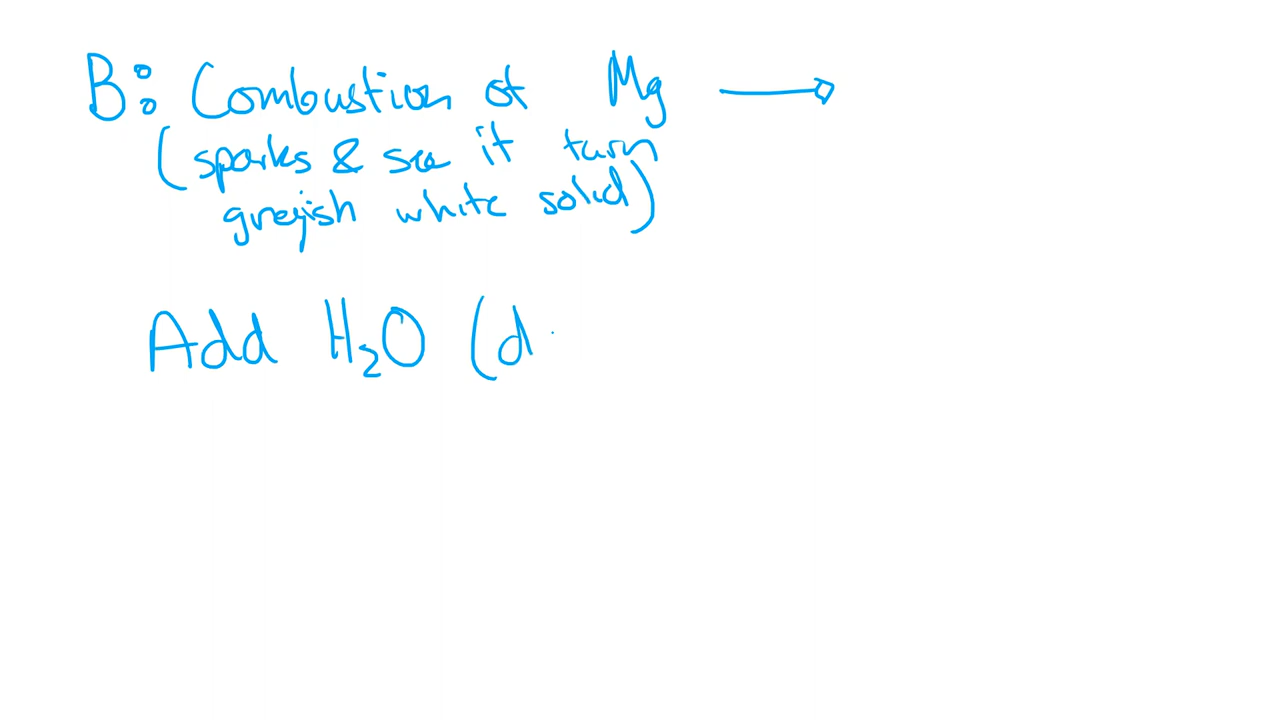 B: Combustion of Mg →
(sparks & see it turn
greyish white solid)
Add H₂O (d